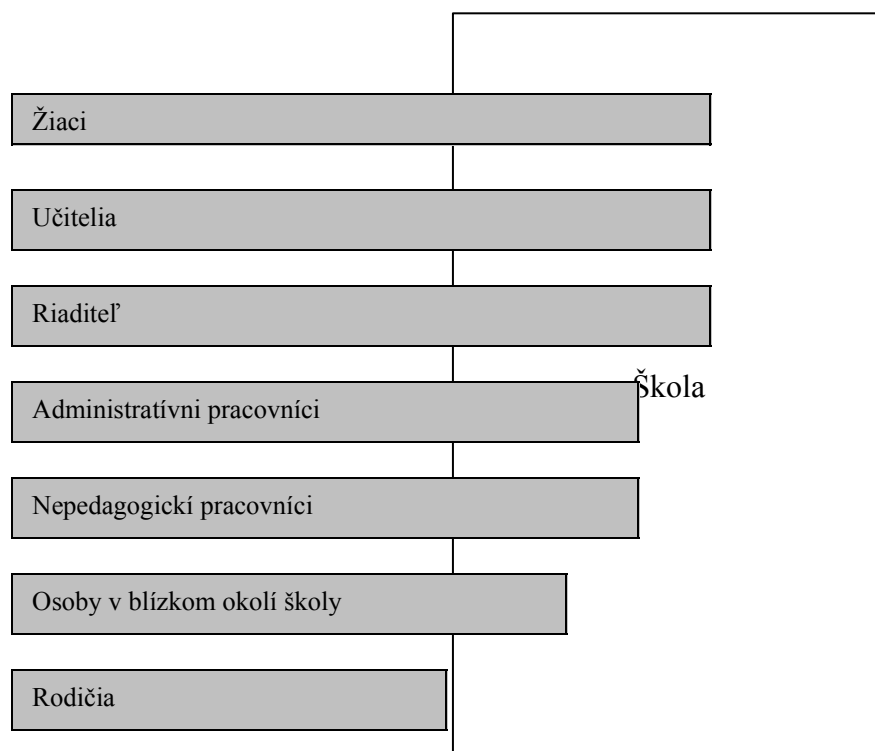 Žiaci
Učitelia
Riaditeľ
Škola
Administratívni pracovníci
Nepedagogickí pracovníci
Osoby v blízkom okolí školy
Rodičia